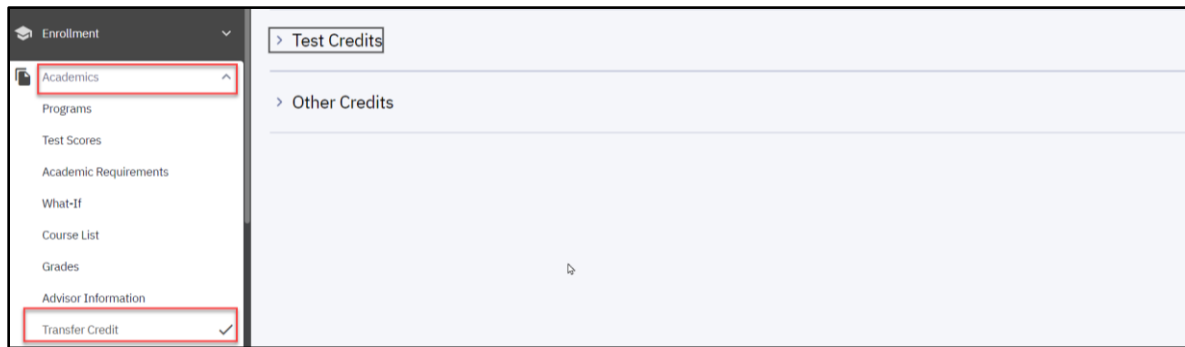 Enrollment
Academics
Programs
Test Scores
Academic Requirements
What-If
Course List
Grades
Advisor Information
Transfer Credit
Test Credits
Other Credits